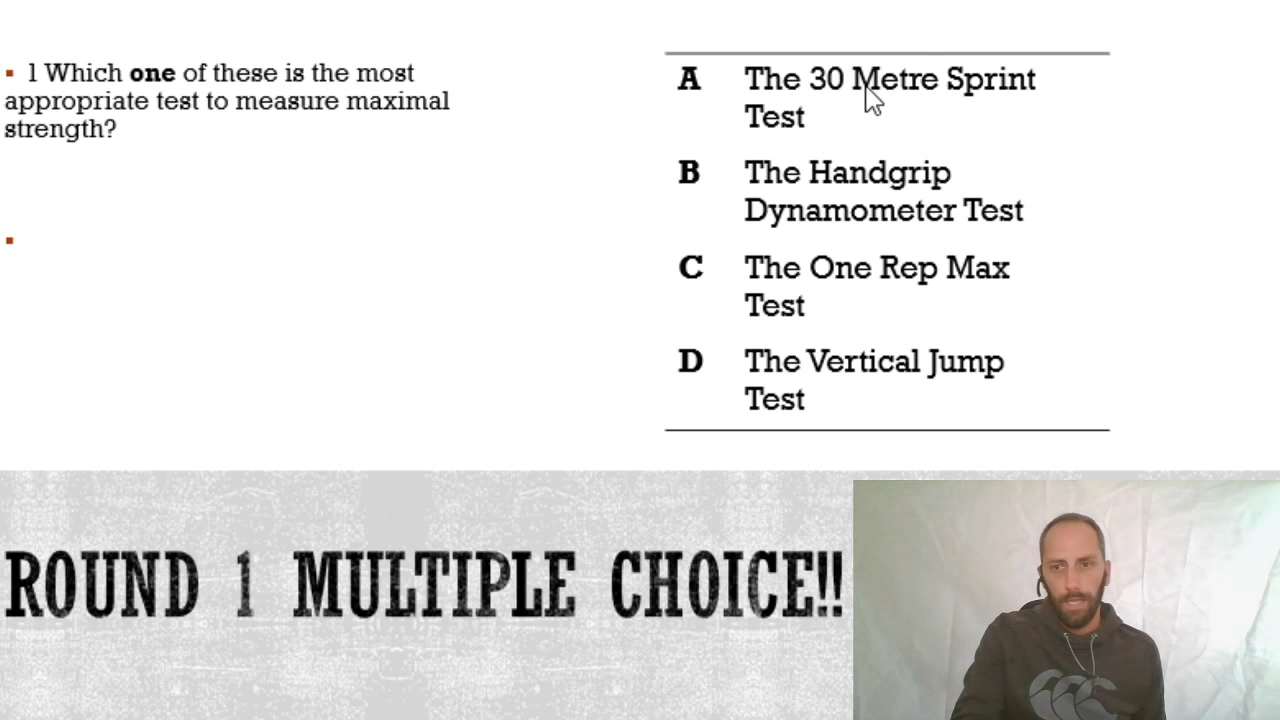 1 Which one of these is the most
appropriate test to measure maximal
strength?
A The 30 Metre Sprint
Test
B The Handgrip
Dynamometer Test
C The One Rep Max
Test
D The Vertical Jump
Test
ROUND 1 MULTIPLE CHOICE!!